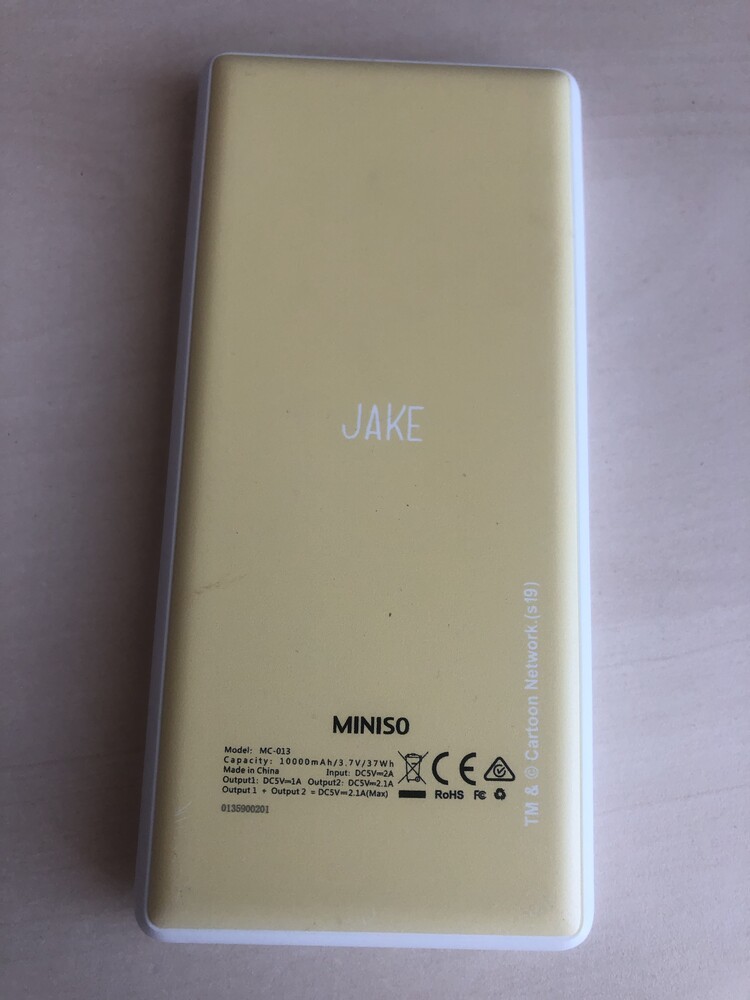 JAKE
MINISO
Model: MC-013
Capacity: 10000mAh/3.7V/37Wh
Made in China Input: DC5V⎓2A
Output1: DC5V⎓1A Output2: DC5V⎓2.1A
Output 1 + Output 2 = DC5V⎓2.1A(Max)
0135900201
CE
RoHS FC
TM & © Cartoon Network.(s19)